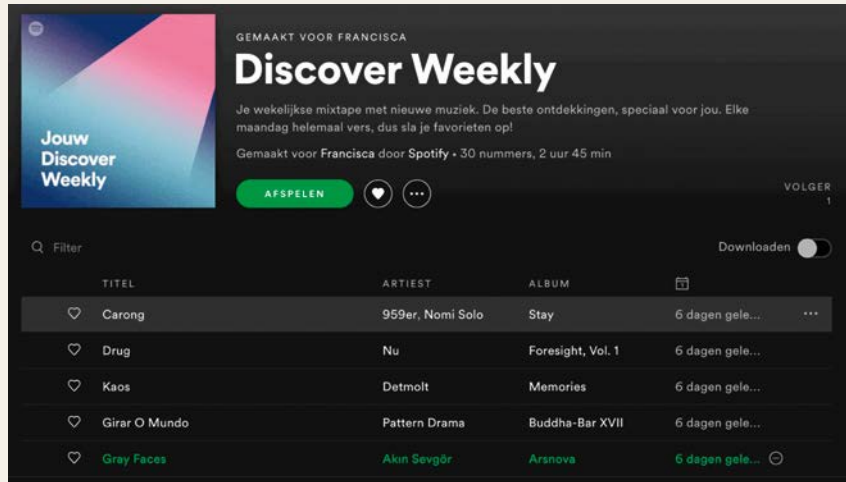 GEMAAKT VOOR FRANCISCA
Discover Weekly
Je wekelijkse mixtape met nieuwe muziek. De beste ontdekkingen, speciaal voor jou. Elke
maandag helemaal vers, dus sla je favorieten op!
Gemaakt voor Francisca door Spotify • 30 nummers, 2 uur 45 min
Jouw
Discover
Weekly
AFSPELEN
VOLGER
1
Filter
Downloaden
TITEL ARTIEST ALBUM
Carong 959er, Nomi Solo Stay 6 dagen gele... ...
Drug Nu Foresight, Vol. 1 6 dagen gele...
Kaos Detmolt Memories 6 dagen gele...
Girar O Mundo Pattern Drama Buddha-Bar XVII 6 dagen gele...
Gray Faces Akın Sevgör Arsnova 6 dagen gele...